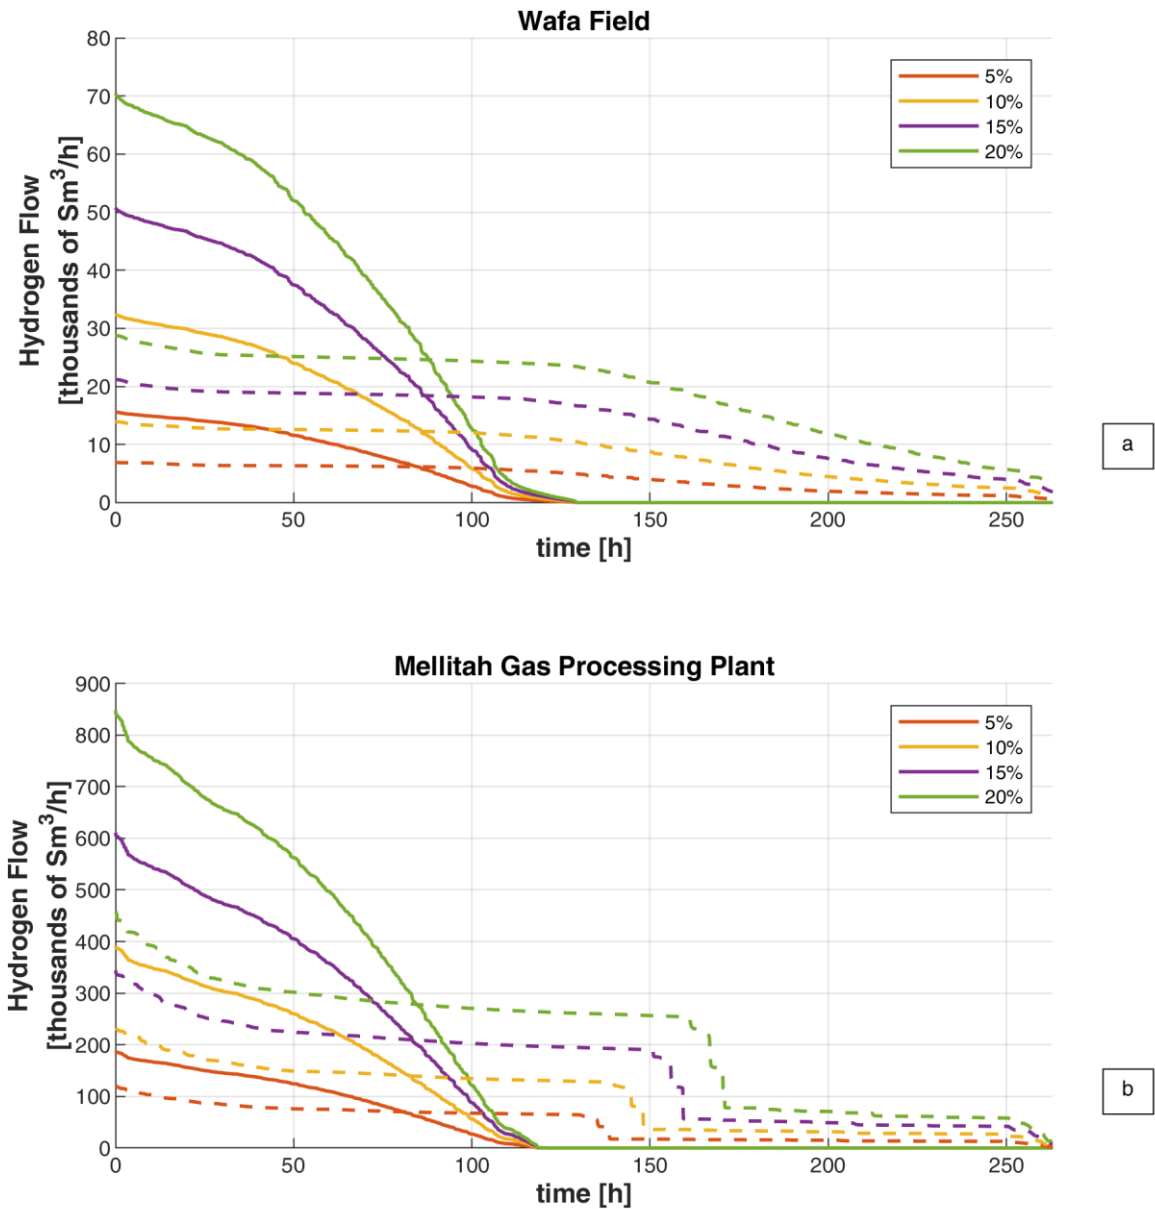 Wafa Field
80
70
60
50
40
30
20
10
0
Hydrogen Flow
[thousands of Sm³/h]
5%
10%
15%
20%
0 50 100 150 200 250
time [h]
a
Mellitah Gas Processing Plant
900
800
700
600
500
400
300
200
100
0
Hydrogen Flow
[thousands of Sm³/h]
5%
10%
15%
20%
0 50 100 150 200 250
time [h]
b